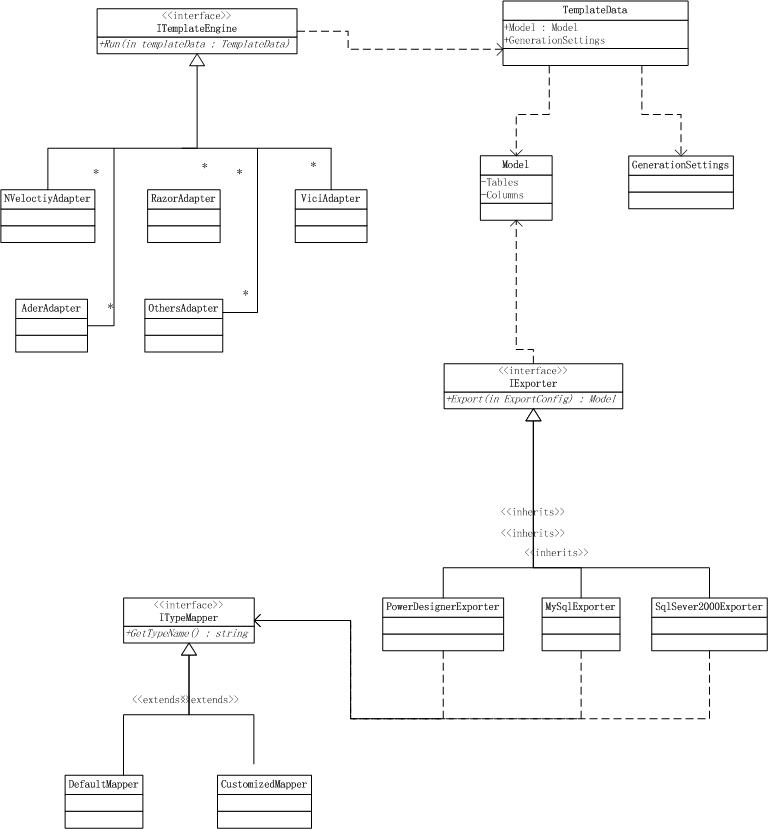 <<interface>>
ITemplateEngine
+Run(in templateData : TemplateData)
TemplateData
+Model : Model
+GenerationSettings
*
*
*
*
NVeloctiyAdapter
RazorAdapter
ViciAdapter
Model
-Tables
-Columns
GenerationSettings
*
*
AderAdapter
OthersAdapter
<<interface>>
IExporter
+Export(in ExportConfig) : Model
<<inherits>>
<<inherits>>
<<inherits>>
<<interface>>
ITypeMapper
+GetTypeName() : string
PowerDesignerExporter
MySqlExporter
SqlSever2000Exporter
<<extends>>
<<extends>>
DefaultMapper
CustomizedMapper